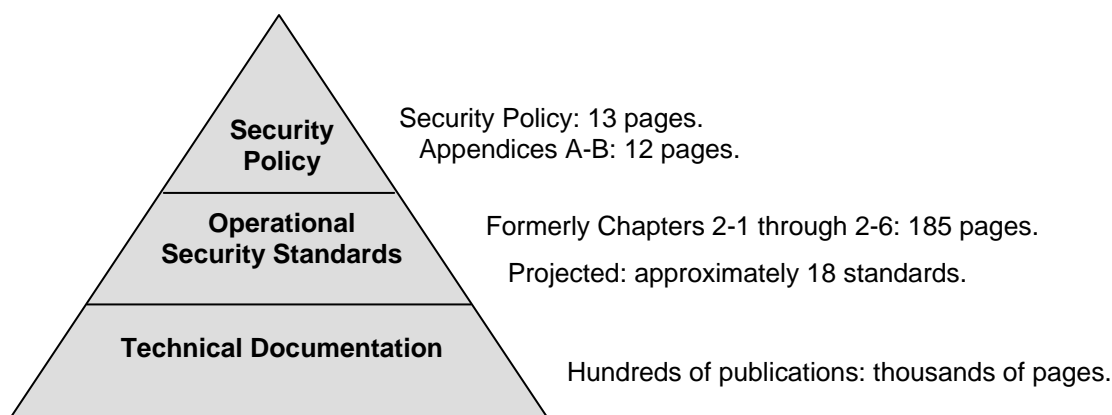 Security
Policy
Security Policy: 13 pages.
Appendices A-B: 12 pages.
Operational
Security Standards
Formerly Chapters 2-1 through 2-6: 185 pages.
Projected: approximately 18 standards.
Technical Documentation
Hundreds of publications: thousands of pages.